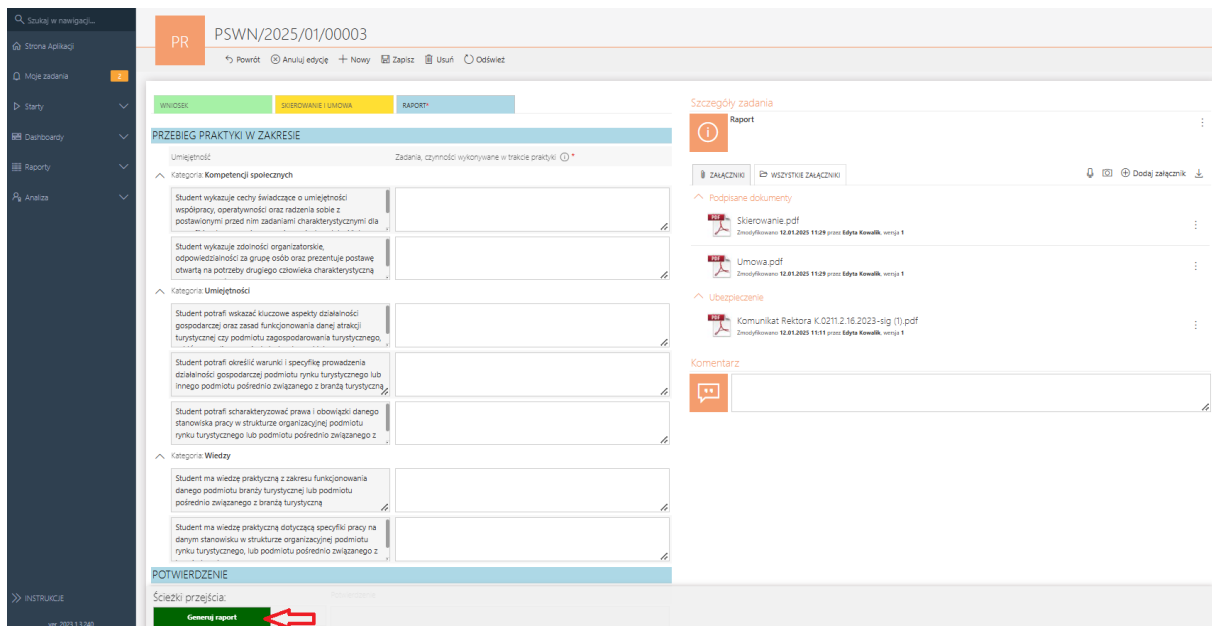 Szukaj w nawigacji...
Strona Aplikacji
Moje zadania 2
Starty
Dashboardy
Raporty
Analiza
INSTRUKCJE
ver. 2023.1.3.240
PR
PSWN/2025/01/00003
Powrót Anuluj edycję Nowy Zapisz Usuń Odśwież
WNIOSEK SKIEROWANIE I UMOWA RAPORT*
PRZEBIEG PRAKTYKI W ZAKRESIE
Umiejętność Zadania, czynności wykonywane w trakcie praktyki *
Kategoria: Kompetencji społecznych
Student wykazuje cechy świadczące o umiejętności
współpracy, operatywności oraz radzenia sobie z
postawionymi przed nim zadaniami charakterystycznymi dla
Student wykazuje zdolności organizatorskie,
odpowiedzialności za grupę osób oraz prezentuje postawę
otwartą na potrzeby drugiego człowieka charakterystyczną
Kategoria: Umiejętności
Student potrafi wskazać kluczowe aspekty działalności
gospodarczej oraz zasad funkcjonowania danej atrakcji
turystycznej czy podmiotu zagospodarowania turystycznego,
Student potrafi określić warunki i specyfikę prowadzenia
działalności gospodarczej podmiotu rynku turystycznego lub
innego podmiotu pośrednio związanego z branżą turystyczną
Student potrafi scharakteryzować prawa i obowiązki danego
stanowiska pracy w strukturze organizacyjnej podmiotu
rynku turystycznego lub podmiotu pośrednio związanego z
Kategoria: Wiedzy
Student ma wiedzę praktyczną z zakresu funkcjonowania
danego podmiotu branży turystycznej lub podmiotu
pośrednio związanego z branżą turystyczną
Student ma wiedzę praktyczną dotyczącą specyfiki pracy na
danym stanowisku w strukturze organizacyjnej podmiotu
rynku turystycznego, lub podmiotu pośrednio związanego z
POTWIERDZENIE
Ścieżki przejścia:
Generuj raport
Szczegóły zadania
Raport
ZAŁĄCZNIKI WSZYSTKIE ZAŁĄCZNIKI Dodaj załącznik
Podpisane dokumenty
PDF Skierowanie.pdf
Zmodyfikowano 12.01.2025 11:29 przez Edyta Kowalik, wersja 1
PDF Umowa.pdf
Zmodyfikowano 12.01.2025 11:29 przez Edyta Kowalik, wersja 1
Ubezpieczenie
PDF Komunikat Rektora K.0211.2.16.2023-sig (1).pdf
Zmodyfikowano 12.01.2025 11:11 przez Edyta Kowalik, wersja 1
Komentarz